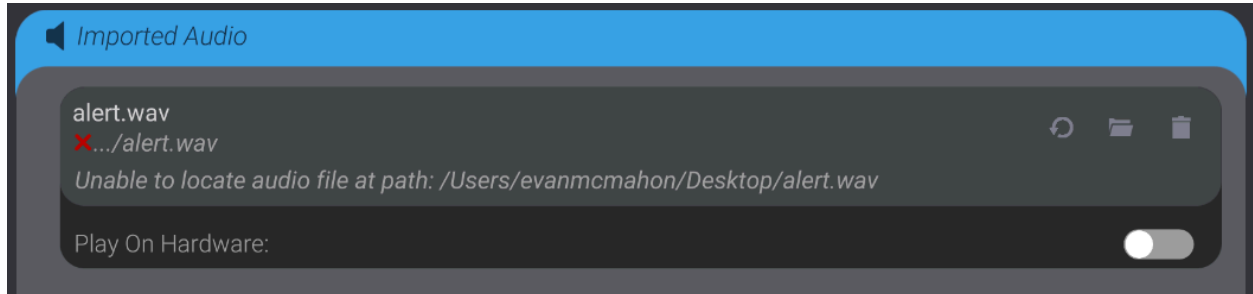 Imported Audio
alert.wav
❌.../alert.wav
Unable to locate audio file at path: /Users/evanmcmahon/Desktop/alert.wav
Play On Hardware: